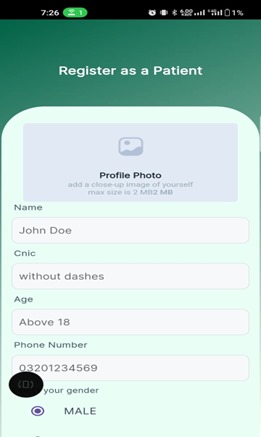 7:26
1
1%
Register as a Patient
Profile Photo
add a close-up image of yourself
max size is 2 MB2 MB
Name
John Doe
Cnic
without dashes
Age
Above 18
Phone Number
03201234569
your gender
MALE